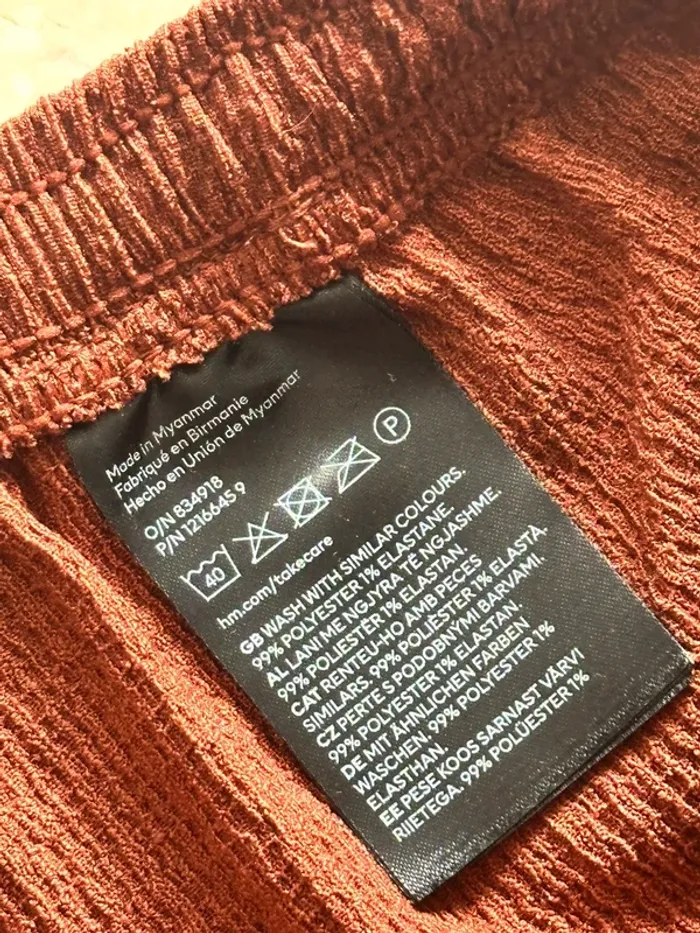 Made in Myanmar
Fabriqué en Birmanie
Hecho en Unión de Myanmar
O/N 834918
P/N 1216645 9
40
P
hm.com/takecare
GB WASH WITH SIMILAR COLOURS.
99% POLYESTER 1% ELASTANE
AL LANI ME NGJYRA TË NGJASHME.
99% POLIESTER 1% ELASTAN.
CAT RENTEU-HO AMB PECES
SIMILARS. 99% POLIÈSTER 1% ELASTÀ.
CZ PERTE S PODOBNÝMI BARVAMI.
99% POLYESTER 1% ELASTAN.
DE MIT ÄHNLICHEN FARBEN
WASCHEN. 99% POLYESTER 1%
ELASTHAN.
EE PESE KOOS SARNAST VÄRVI
RIIETEGA. 99% POLÜESTER 1%